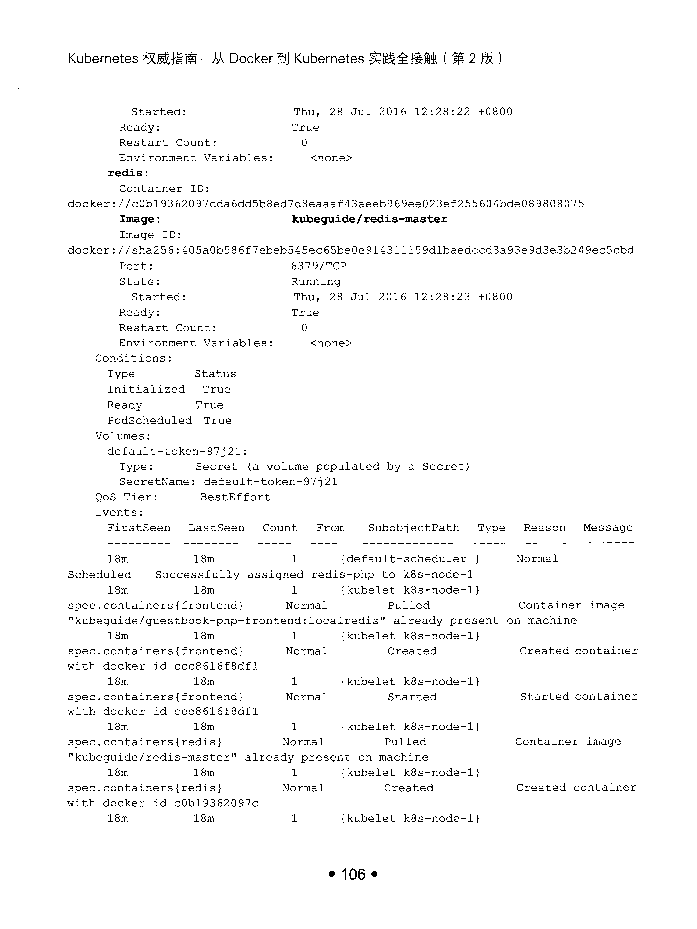 Kubernetes 权威指南：从 Docker 到 Kubernetes 实践全接触（第 2 版）
Started: Thu, 28 Jul 2016 12:28:22 +0800
Ready: True
Restart Count: 0
Environment Variables: <none>
redis:
Container ID:
Image: kubeguide/redis-master
Image ID:
Port: 6379/TCP
State: Running
Started: Thu, 28 Jul 2016 12:28:23 +0800
Ready: True
Restart Count: 0
Environment Variables: <none>
Conditions:
Type Status
Initialized True
Ready True
PodScheduled True
Volumes:
default-token-97j21:
Type: Secret (a volume populated by a Secret)
SecretName: default-token-97j21
QoS Tier: BestEffort
Events:
FirstSeen LastSeen Count From SubobjectPath Type Reason Message
--------- -------- ----- ---- ------------- ----- ------ -------
18m 18m 1 {default-scheduler } Normal
Scheduled Successfully assigned redis-php to k8s-node-1
18m 18m 1 {kubelet k8s-node-1}
spec.containers{frontend} Normal Pulled Container image
"kubeguide/guestbook-php-frontend:localredis" already present on machine
18m 18m 1 {kubelet k8s-node-1}
spec.containers{frontend} Normal Created Created container
with docker id ccc8616f8df1
18m 18m 1 {kubelet k8s-node-1}
spec.containers{frontend} Normal Started Started container
with docker id ccc8616f8df1
18m 18m 1 {kubelet k8s-node-1}
spec.containers{redis} Normal Pulled Container image
"kubeguide/redis-master" already present on machine
18m 18m 1 {kubelet k8s-node-1}
spec.containers{redis} Normal Created Created container
with docker id c0b19362097c
18m 18m 1 {kubelet k8s-node-1}
• 106 •